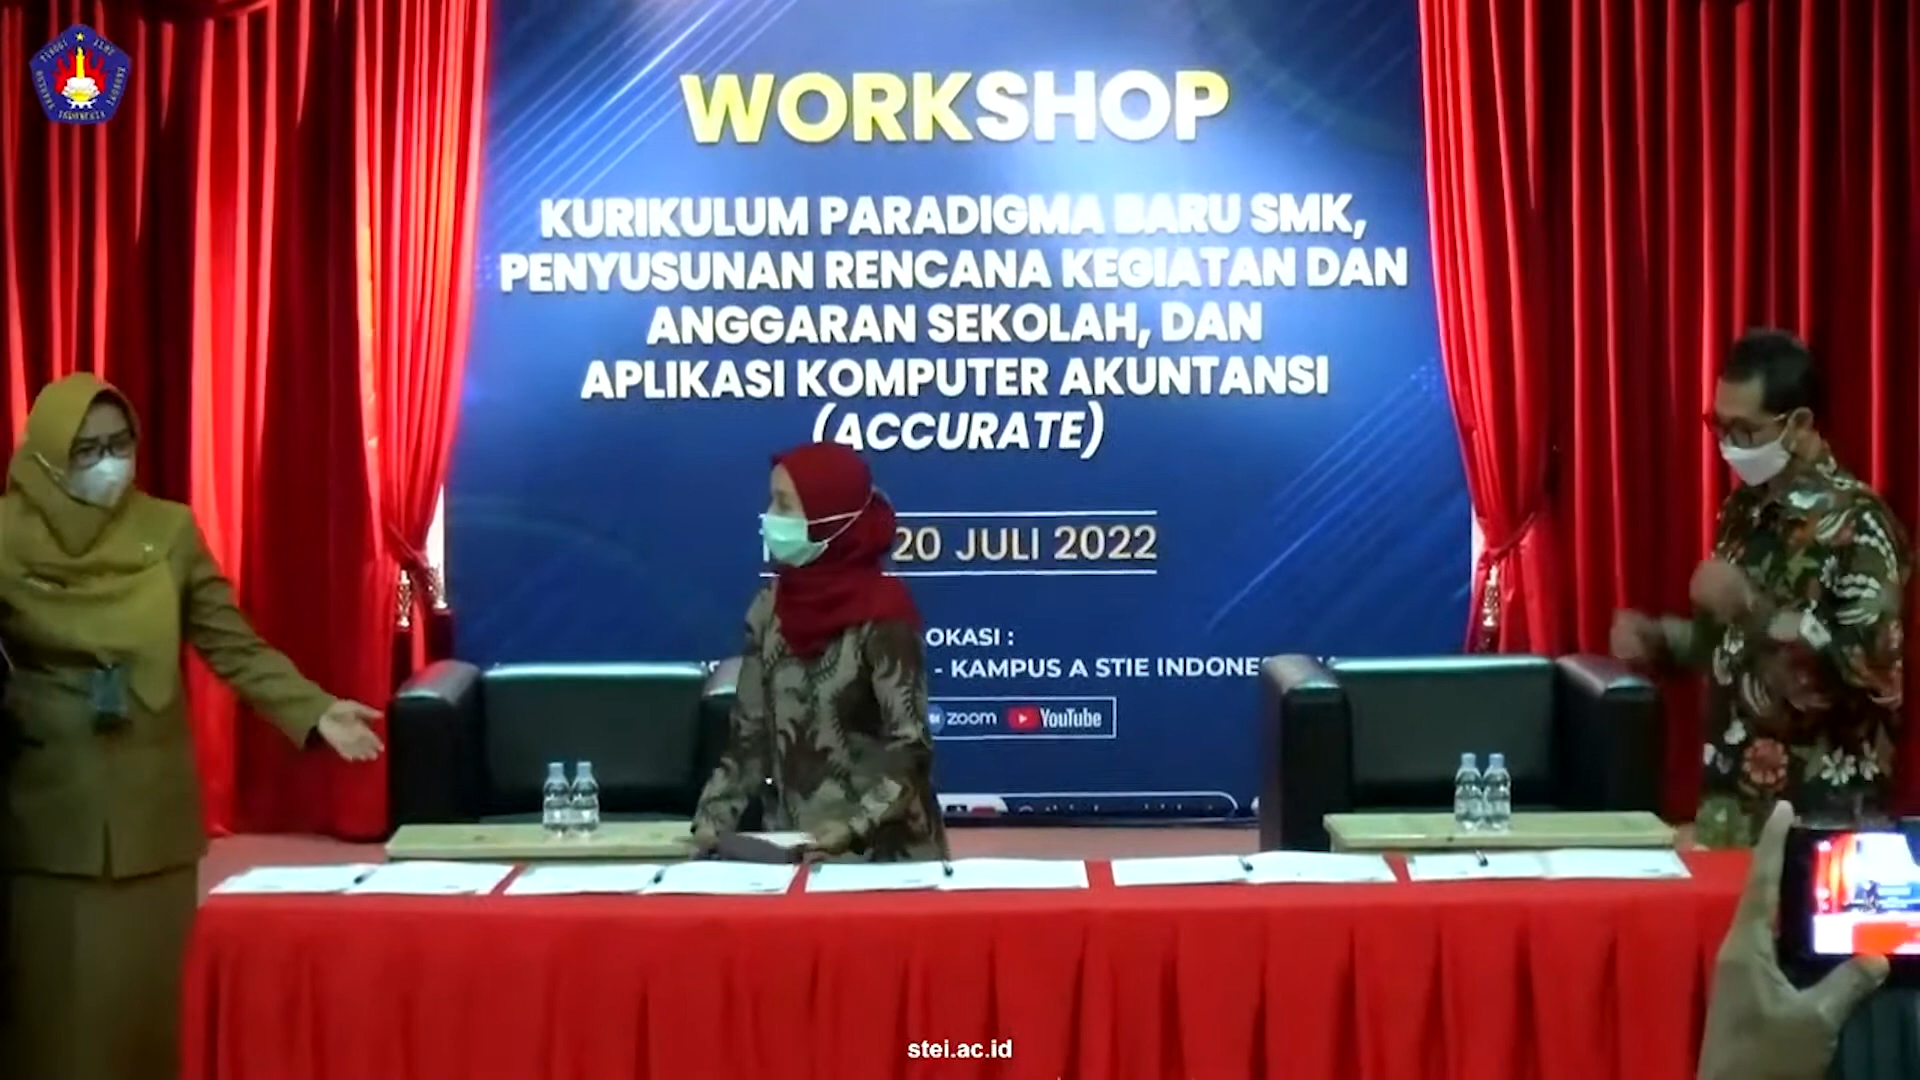 WORKSHOP
KURIKULUM PARADIGMA BARU SMK,
PENYUSUNAN RENCANA KEGIATAN DAN
ANGGARAN SEKOLAH, DAN
APLIKASI KOMPUTER AKUNTANSI
(ACCURATE)
20 JULI 2022
OKASI :
- KAMPUS A STIE INDONE
zoom YouTube
stei.ac.id